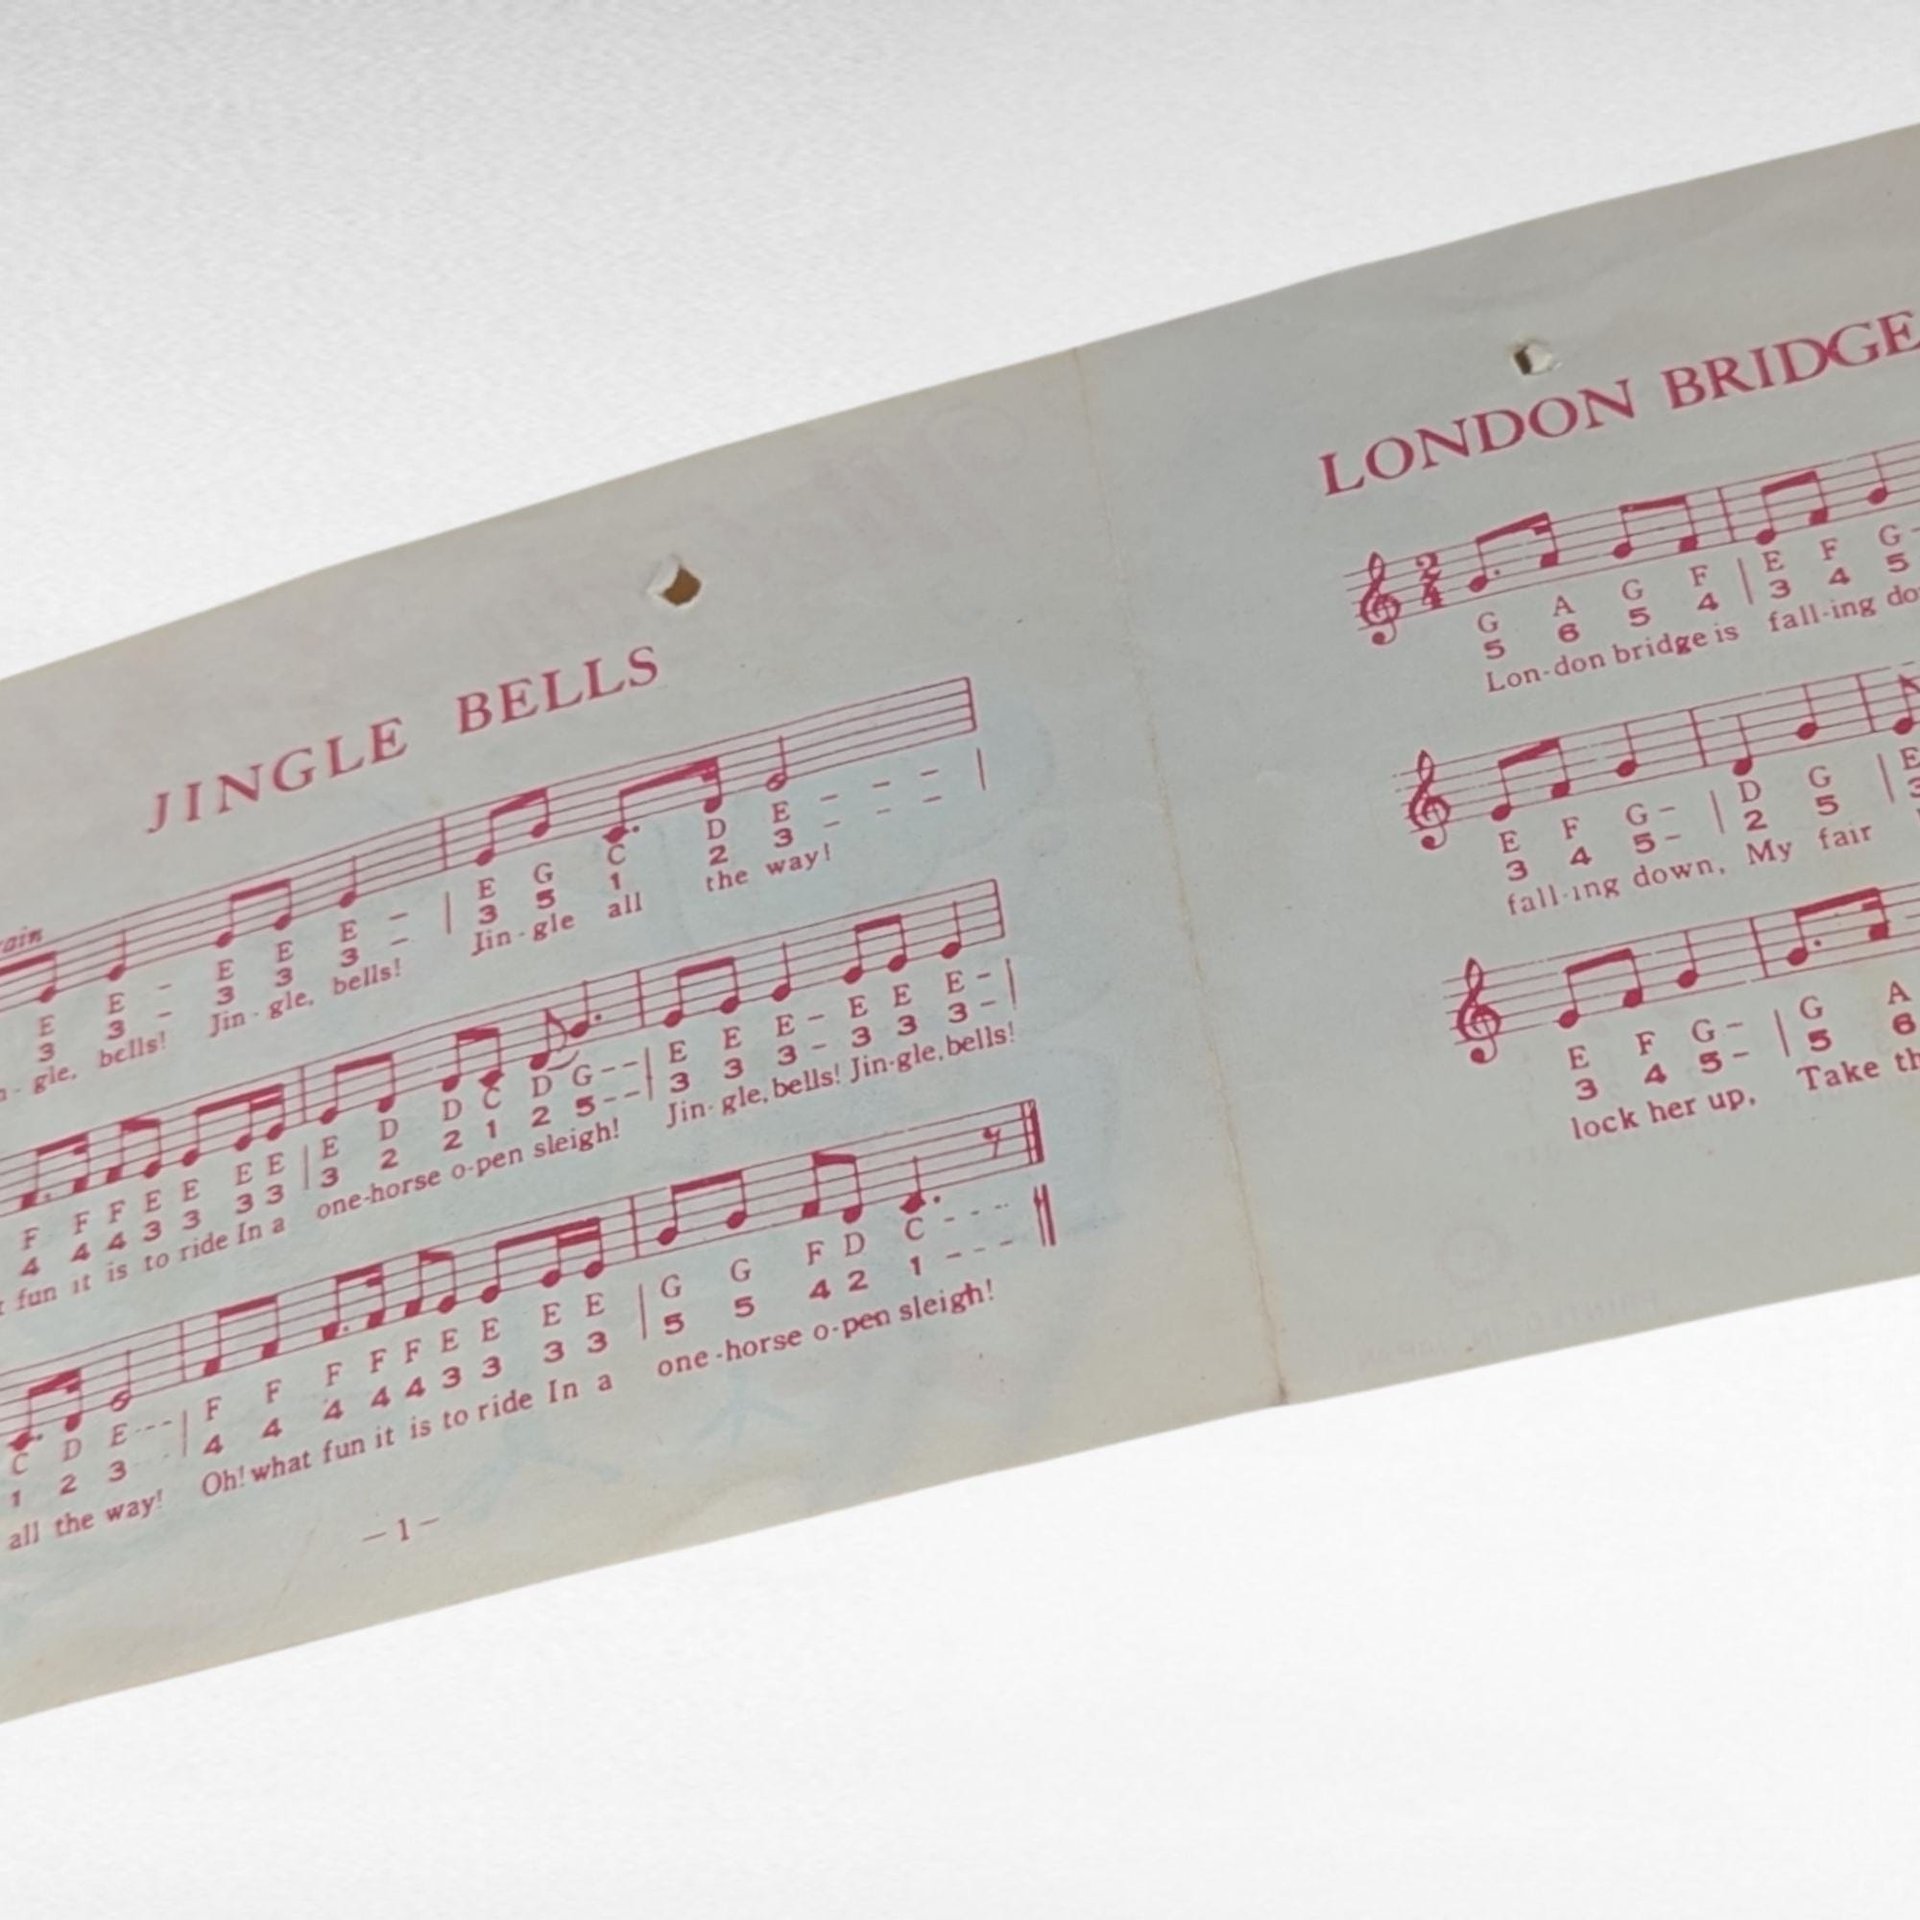 JINGLE BELLS
E E - E E E - | E G C D E - - - |
3 3 - 3 3 3 - 3 5 1 2 3 - - -
gle, bells! Jin-gle, bells! Jin-gle all the way!
F F F E E E E | E D D C D G-- | E E E - E E E - |
4 4 4 3 3 3 3 3 2 2 1 2 5-- 3 3 3 - 3 3 3 -
fun it is to ride In a one-horse o-pen sleigh! Jin-gle, bells! Jin-gle, bells!
C D E--- | F F F F F E E E E | G G F D C - - -
1 2 3 4 4 4 4 4 3 3 3 3 5 5 4 2 1 - - -
all the way! Oh! what fun it is to ride In a one-horse o-pen sleigh!
-1-
LONDON BRIDGE
2
4
G A G F | E F G-
5 6 5 4 3 4 5
Lon-don bridge is fall-ing
E F G- | D G | E
3 4 5- 2 5 3
fall-ing down, My fair
E F G- | G A
3 4 5- 5 6
lock her up, Take